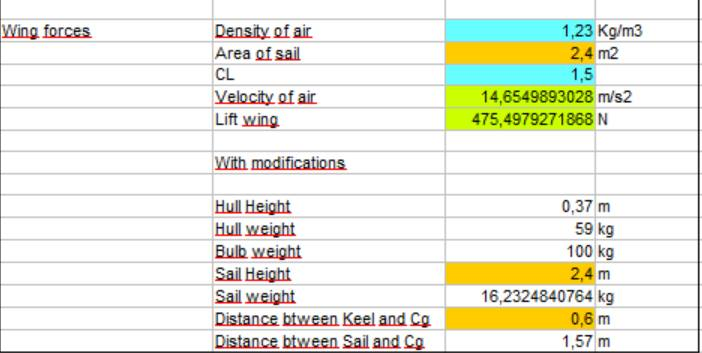 Wing forces Density of air 1,23 Kg/m3
Area of sail 2,4 m2
CL 1,5
Velocity of air 14,6549893028 m/s2
Lift wing 475,4979271868 N
With modifications
Hull Height 0,37 m
Hull weight 59 kg
Bulb weight 100 kg
Sail Height 2,4 m
Sail weight 16,2324840764 kg
Distance btween Keel and Cg 0,6 m
Distance btween Sail and Cg 1,57 m